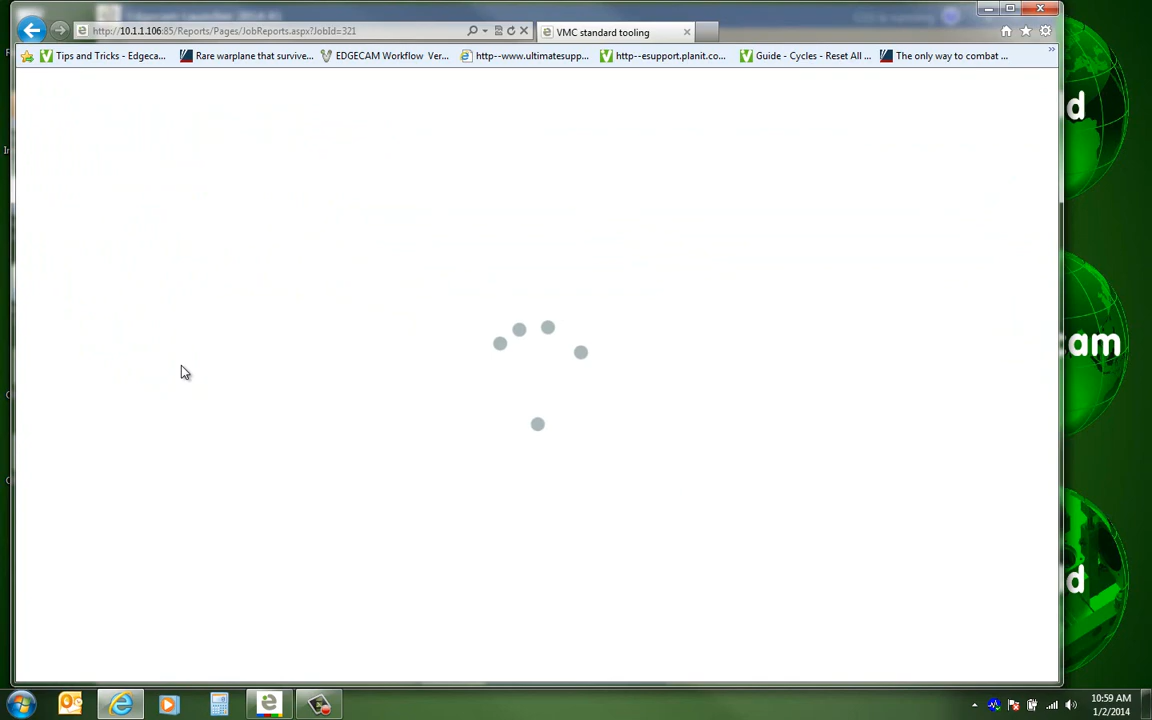 http://10.1.1.106:85/Reports/Pages/JobReports.aspx?JobId=321
VMC standard tooling
Tips and Tricks - Edgeca...
Rare warplane that survive...
EDGECAM Workflow Ver...
http--www.ultimatesupp...
http--esupport.planit.co...
Guide - Cycles - Reset All ...
The only way to combat ...
d
cam
d
10:59 AM
1/2/2014